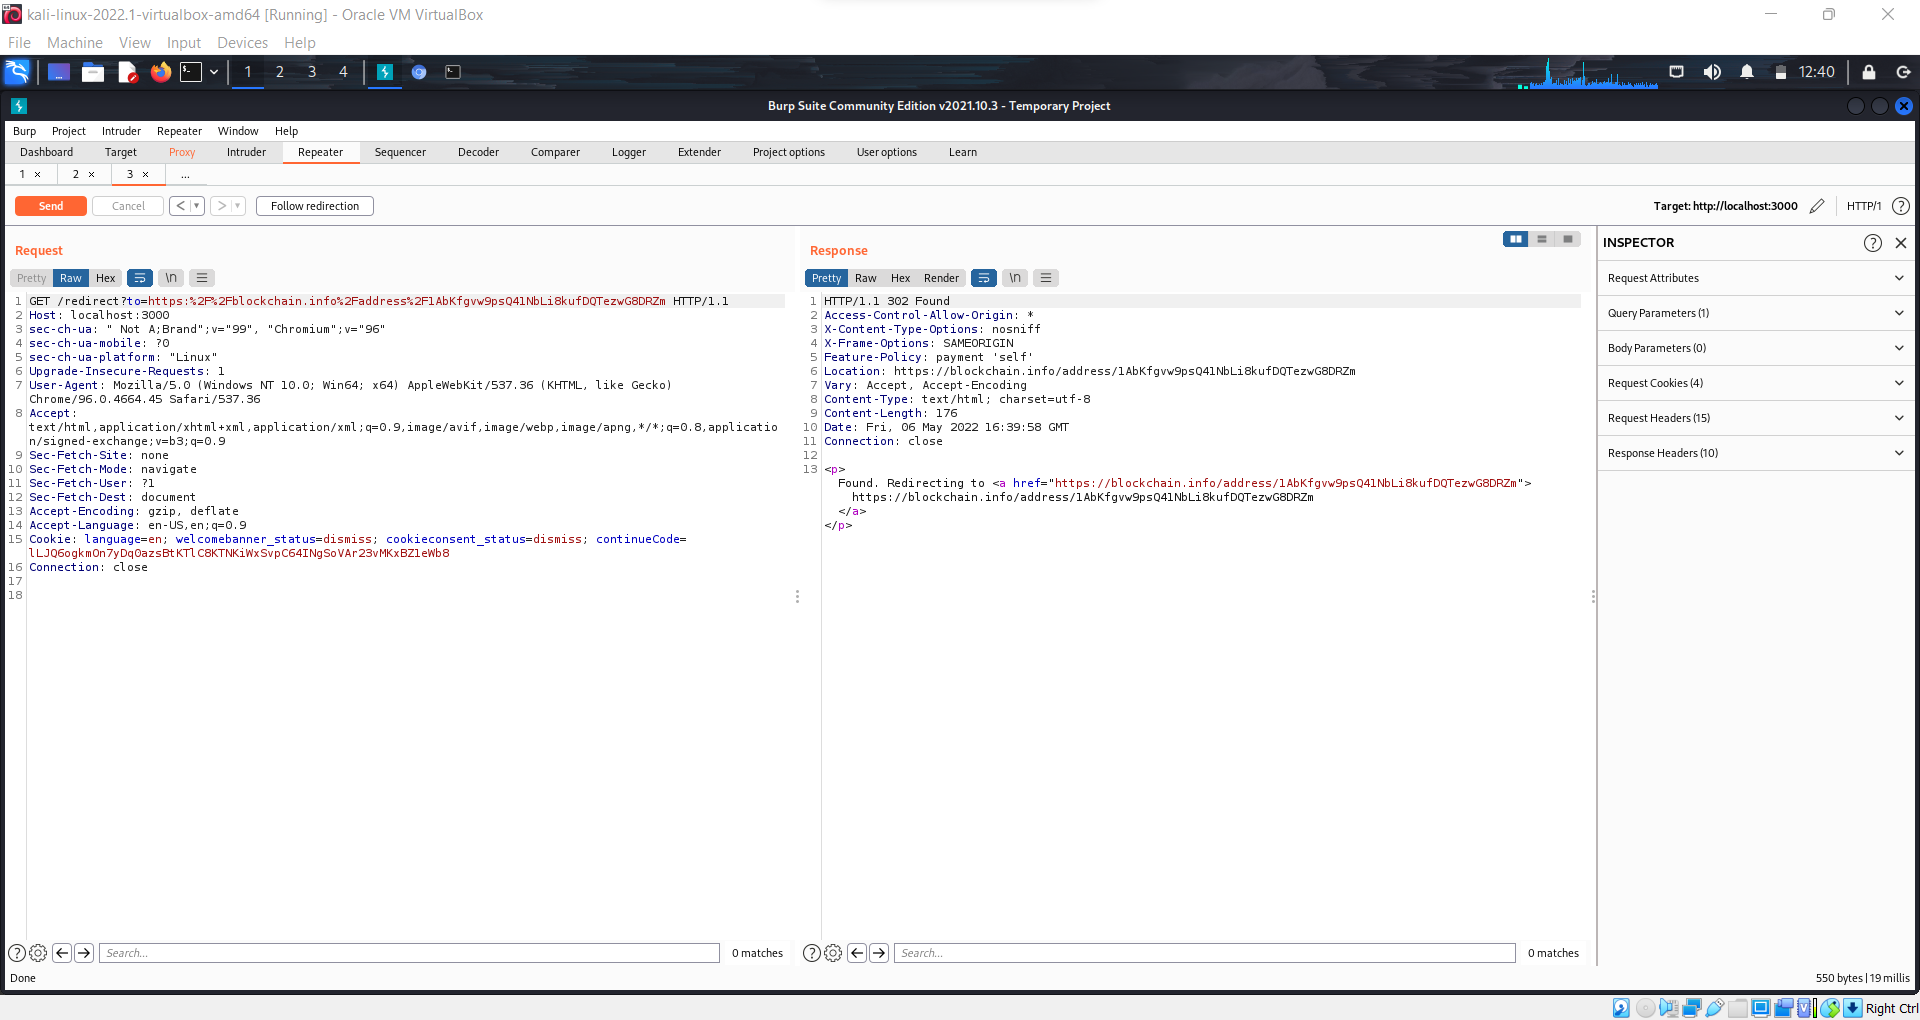 kali-linux-2022.1-virtualbox-amd64 [Running] - Oracle VM VirtualBox
File Machine View Input Devices Help
1 2 3 4 12:40
Burp Suite Community Edition v2021.10.3 - Temporary Project
Burp Project Intruder Repeater Window Help
Dashboard Target Proxy Intruder Repeater Sequencer Decoder Comparer Logger Extender Project options User options Learn
1 × 2 × 3 × ...
Send Cancel < > Follow redirection Target: http://localhost:3000 HTTP/1 ?
Request
Pretty Raw Hex \n
1 GET /redirect?to=https:%2F%2Fblockchain.info%2Faddress%2F1AbKfgvw9psQ41NbLi8kufDQTezwG8DRZm HTTP/1.1
2 Host: localhost:3000
3 sec-ch-ua: " Not A;Brand";v="99", "Chromium";v="96"
4 sec-ch-ua-mobile: ?0
5 sec-ch-ua-platform: "Linux"
6 Upgrade-Insecure-Requests: 1
7 User-Agent: Mozilla/5.0 (Windows NT 10.0; Win64; x64) AppleWebKit/537.36 (KHTML, like Gecko)
Chrome/96.0.4664.45 Safari/537.36
8 Accept:
text/html,application/xhtml+xml,application/xml;q=0.9,image/avif,image/webp,image/apng,*/*;q=0.8,applicatio
n/signed-exchange;v=b3;q=0.9
9 Sec-Fetch-Site: none
10 Sec-Fetch-Mode: navigate
11 Sec-Fetch-User: ?1
12 Sec-Fetch-Dest: document
13 Accept-Encoding: gzip, deflate
14 Accept-Language: en-US,en;q=0.9
15 Cookie: language=en; welcomebanner_status=dismiss; cookieconsent_status=dismiss; continueCode=
lLJQ6ogkmOn7yDq0azsBtKTlC8KTNKiWxSvpC64INgSoVAr23vMKxBZ1eWb8
16 Connection: close
17
18
Search... 0 matches
Response
Pretty Raw Hex Render \n
1 HTTP/1.1 302 Found
2 Access-Control-Allow-Origin: *
3 X-Content-Type-Options: nosniff
4 X-Frame-Options: SAMEORIGIN
5 Feature-Policy: payment 'self'
6 Location: https://blockchain.info/address/1AbKfgvw9psQ41NbLi8kufDQTezwG8DRZm
7 Vary: Accept, Accept-Encoding
8 Content-Type: text/html; charset=utf-8
9 Content-Length: 176
10 Date: Fri, 06 May 2022 16:39:58 GMT
11 Connection: close
12
13 <p>
Found. Redirecting to <a href="https://blockchain.info/address/1AbKfgvw9psQ41NbLi8kufDQTezwG8DRZm">
https://blockchain.info/address/1AbKfgvw9psQ41NbLi8kufDQTezwG8DRZm
</a>
</p>
Search... 0 matches
INSPECTOR
Request Attributes
Query Parameters (1)
Body Parameters (0)
Request Cookies (4)
Request Headers (15)
Response Headers (10)
Done 550 bytes | 19 millis
Right Ctrl